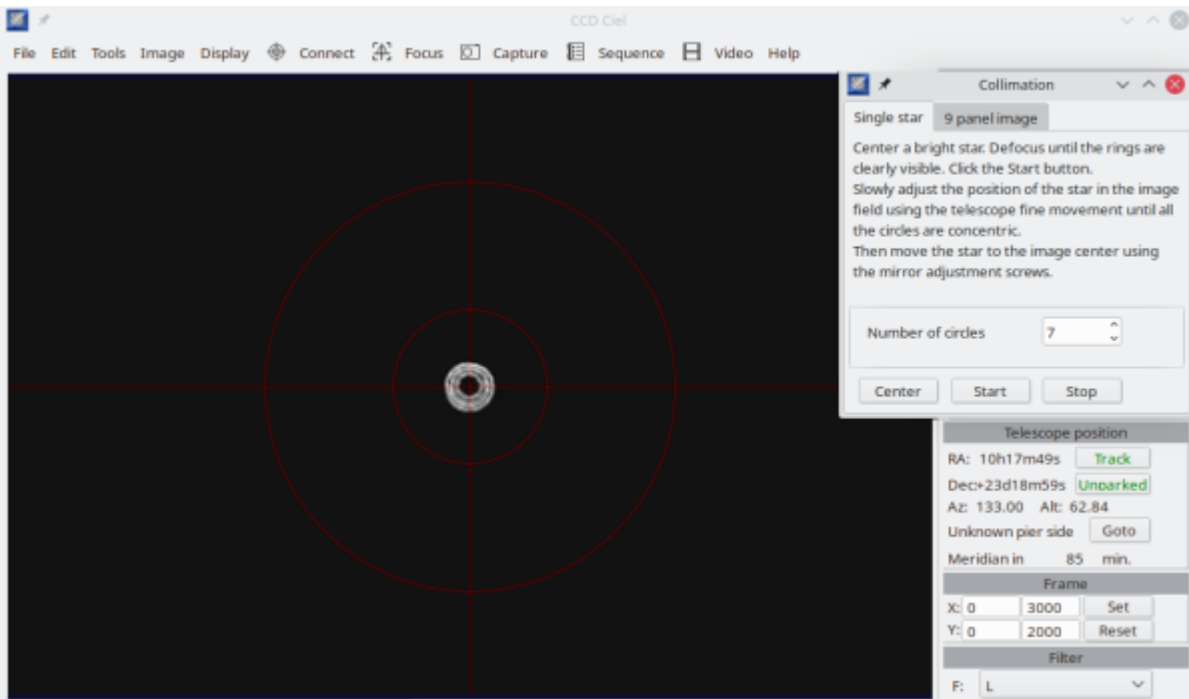 CCD Ciel
File Edit Tools Image Display Connect Focus Capture Sequence Video Help
Collimation
Single star 9 panel image
Center a bright star. Defocus until the rings are
clearly visible. Click the Start button.
Slowly adjust the position of the star in the image
field using the telescope fine movement until all
the circles are concentric.
Then move the star to the image center using
the mirror adjustment screws.
Number of circles 7
Center Start Stop
Telescope position
RA: 10h17m49s Track
Dec:+23d18m59s Unparked
Az: 133.00 Alt: 62.84
Unknown pier side Goto
Meridian in 85 min.
Frame
X: 0 3000 Set
Y: 0 2000 Reset
Filter
F: L